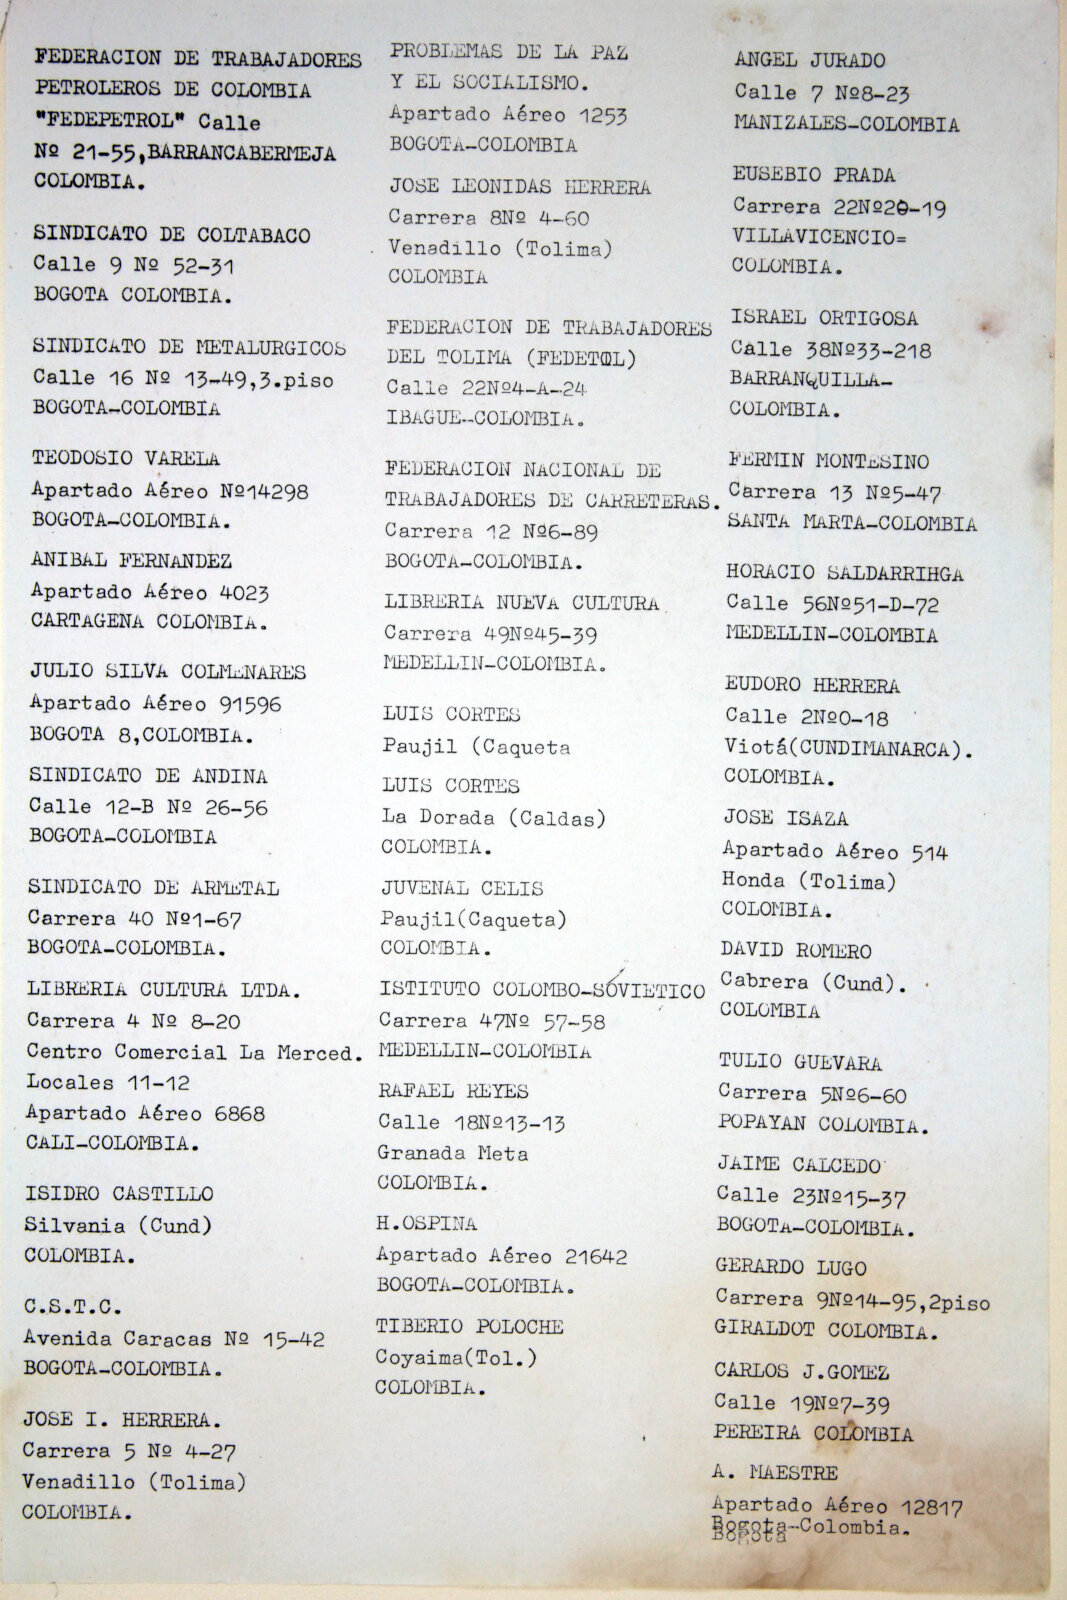 FEDERACION DE TRABAJADORES
PETROLEROS DE COLOMBIA
"FEDEPETROL" Calle
Nº 21-55,BARRANCABERMEJA
COLOMBIA.
SINDICATO DE COLTABACO
Calle 9 Nº 52-31
BOGOTA COLOMBIA.
SINDICATO DE METALURGICOS
Calle 16 Nº 13-49,3.piso
BOGOTA-COLOMBIA
TEODOSIO VARELA
Apartado Aéreo Nº14298
BOGOTA-COLOMBIA.
ANIBAL FERNANDEZ
Apartado Aéreo 4023
CARTAGENA COLOMBIA.
JULIO SILVA COLMENARES
Apartado Aéreo 91596
BOGOTA 8,COLOMBIA.
SINDICATO DE ANDINA
Calle 12-B Nº 26-56
BOGOTA-COLOMBIA
SINDICATO DE ARMETAL
Carrera 40 Nº1-67
BOGOTA-COLOMBIA.
LIBRERIA CULTURA LTDA.
Carrera 4 Nº 8-20
Centro Comercial La Merced.
Locales 11-12
Apartado Aéreo 6868
CALI-COLOMBIA.
ISIDRO CASTILLO
Silvania (Cund)
COLOMBIA.
C.S.T.C.
Avenida Caracas Nº 15-42
BOGOTA-COLOMBIA.
JOSE I. HERRERA.
Carrera 5 Nº 4-27
Venadillo (Tolima)
COLOMBIA.
PROBLEMAS DE LA PAZ
Y EL SOCIALISMO.
Apartado Aéreo 1253
BOGOTA-COLOMBIA
JOSE LEONIDAS HERRERA
Carrera 8Nº 4-60
Venadillo (Tolima)
COLOMBIA
FEDERACION DE TRABAJADORES
DEL TOLIMA (FEDETOL)
Calle 22Nº4-A-24
IBAGUE-COLOMBIA.
FEDERACION NACIONAL DE
TRABAJADORES DE CARRETERAS.
Carrera 12 Nº6-89
BOGOTA-COLOMBIA.
LIBRERIA NUEVA CULTURA
Carrera 49Nº45-39
MEDELLIN-COLOMBIA.
LUIS CORTES
Paujil (Caqueta
LUIS CORTES
La Dorada (Caldas)
COLOMBIA.
JUVENAL CELIS
Paujil(Caqueta)
COLOMBIA.
ISTITUTO COLOMBO-SÓVIETICO
Carrera 47Nº 57-58
MEDELLIN-COLOMBIA
RAFAEL REYES
Calle 18Nº13-13
Granada Meta
COLOMBIA.
H.OSPINA
Apartado Aéreo 21642
BOGOTA-COLOMBIA.
TIBERIO POLOCHE
Coyaima(Tol.)
COLOMBIA.
ANGEL JURADO
Calle 7 Nº8-23
MANIZALES-COLOMBIA
EUSEBIO PRADA
Carrera 22Nº20-19
VILLAVICENCIO=
COLOMBIA.
ISRAEL ORTIGOSA
Calle 38Nº33-218
BARRANQUILLA-
COLOMBIA.
FERMIN MONTESINO
Carrera 13 Nº5-47
SANTA MARTA-COLOMBIA
HORACIO SALDARRIHGA
Calle 56Nº51-D-72
MEDELLIN-COLOMBIA
EUDORO HERRERA
Calle 2Nº0-18
Viotá(CUNDIMANARCA).
COLOMBIA.
JOSE ISAZA
Apartado Aéreo 514
Honda (Tolima)
COLOMBIA.
DAVID ROMERO
Cabrera (Cund).
COLOMBIA
TULIO GUEVARA
Carrera 5Nº6-60
POPAYAN COLOMBIA.
JAIME CALCEDO
Calle 23Nº15-37
BOGOTA-COLOMBIA.
GERARDO LUGO
Carrera 9Nº14-95,2piso
GIRALDOT COLOMBIA.
CARLOS J.GOMEZ
Calle 19Nº7-39
PEREIRA COLOMBIA
A. MAESTRE
Apartado Aéreo 12817
Bogota-Colombia.
Bogota